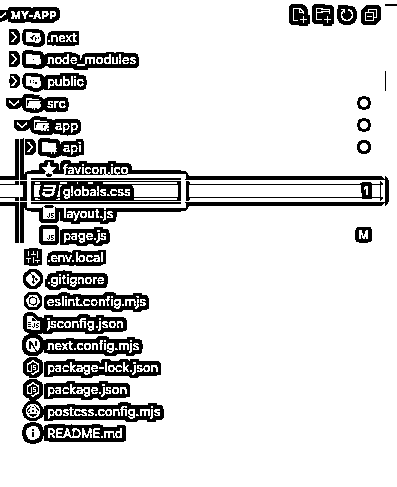 MY-APP
.next
node_modules
public
src
app
api
favicon.ico
globals.css 1
layout.js
page.js M
.env.local
.gitignore
eslint.config.mjs
jsconfig.json
next.config.mjs
package-lock.json
package.json
postcss.config.mjs
README.md